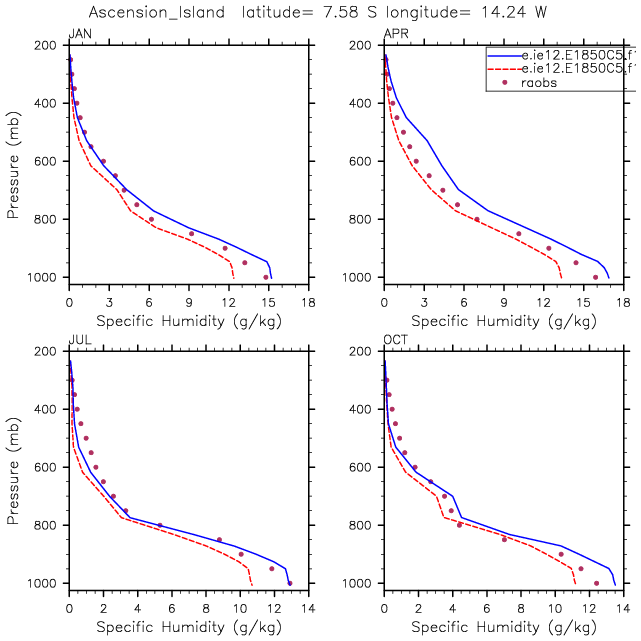 Ascension_Island latitude= 7.58 S longitude= 14.24 W
JAN
200
400
600
800
1000
Pressure (mb)
0 3 6 9 12 15 18
Specific Humidity (g/kg)
APR
200
400
600
800
1000
0 3 6 9 12 15 18
Specific Humidity (g/kg)
e.ie12.E1850C5.f1
e.ie12.E1850C5.f1
raobs
JUL
200
400
600
800
1000
Pressure (mb)
0 2 4 6 8 10 12 14
Specific Humidity (g/kg)
OCT
200
400
600
800
1000
0 2 4 6 8 10 12 14
Specific Humidity (g/kg)